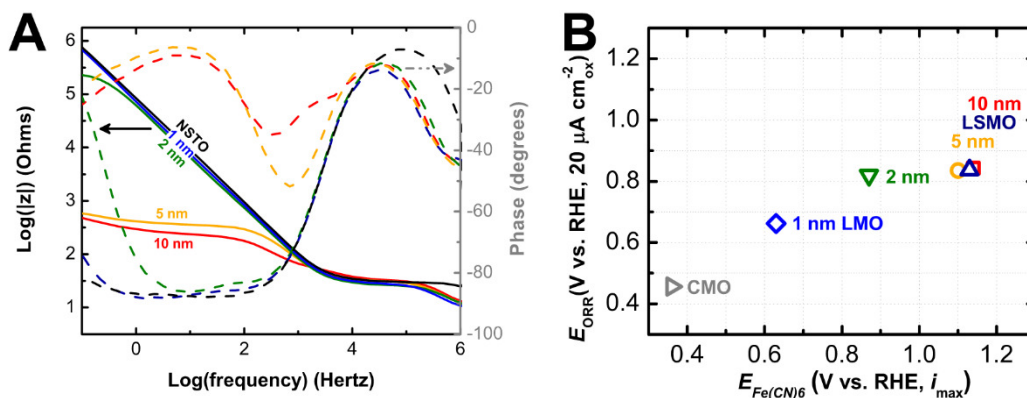 A
6
5
4
3
2
1
Log(|z|) (Ohms)
NSTO
1 nm
2 nm
5 nm
10 nm
0
2
4
6
Log(frequency) (Hertz)
0
-20
-40
-60
-80
-100
Phase (degrees)
B
1.2
1.0
0.8
0.6
0.4
E_ORR (V vs. RHE, 20 µA cm⁻²_ox)
10 nm
LSMO
5 nm
2 nm
1 nm LMO
CMO
0.4
0.6
0.8
1.0
1.2
E_Fe(CN)6 (V vs. RHE, i_max)